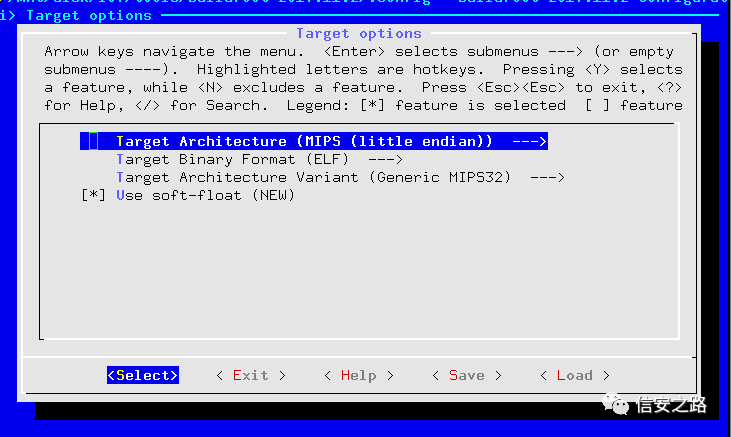 i> Target options
Target options
Arrow keys navigate the menu.  <Enter> selects submenus ---> (or empty
submenus ----).  Highlighted letters are hotkeys.  Pressing <Y> selects
a feature, while <N> excludes a feature.  Press <Esc><Esc> to exit, <?>
for Help, </> for Search.  Legend: [*] feature is selected  [ ] feature
Target Architecture (MIPS (little endian))  --->
Target Binary Format (ELF)  --->
Target Architecture Variant (Generic MIPS32)  --->
[*] Use soft-float (NEW)
<Select>    < Exit >    < Help >    < Save >    < Load >
信安之路